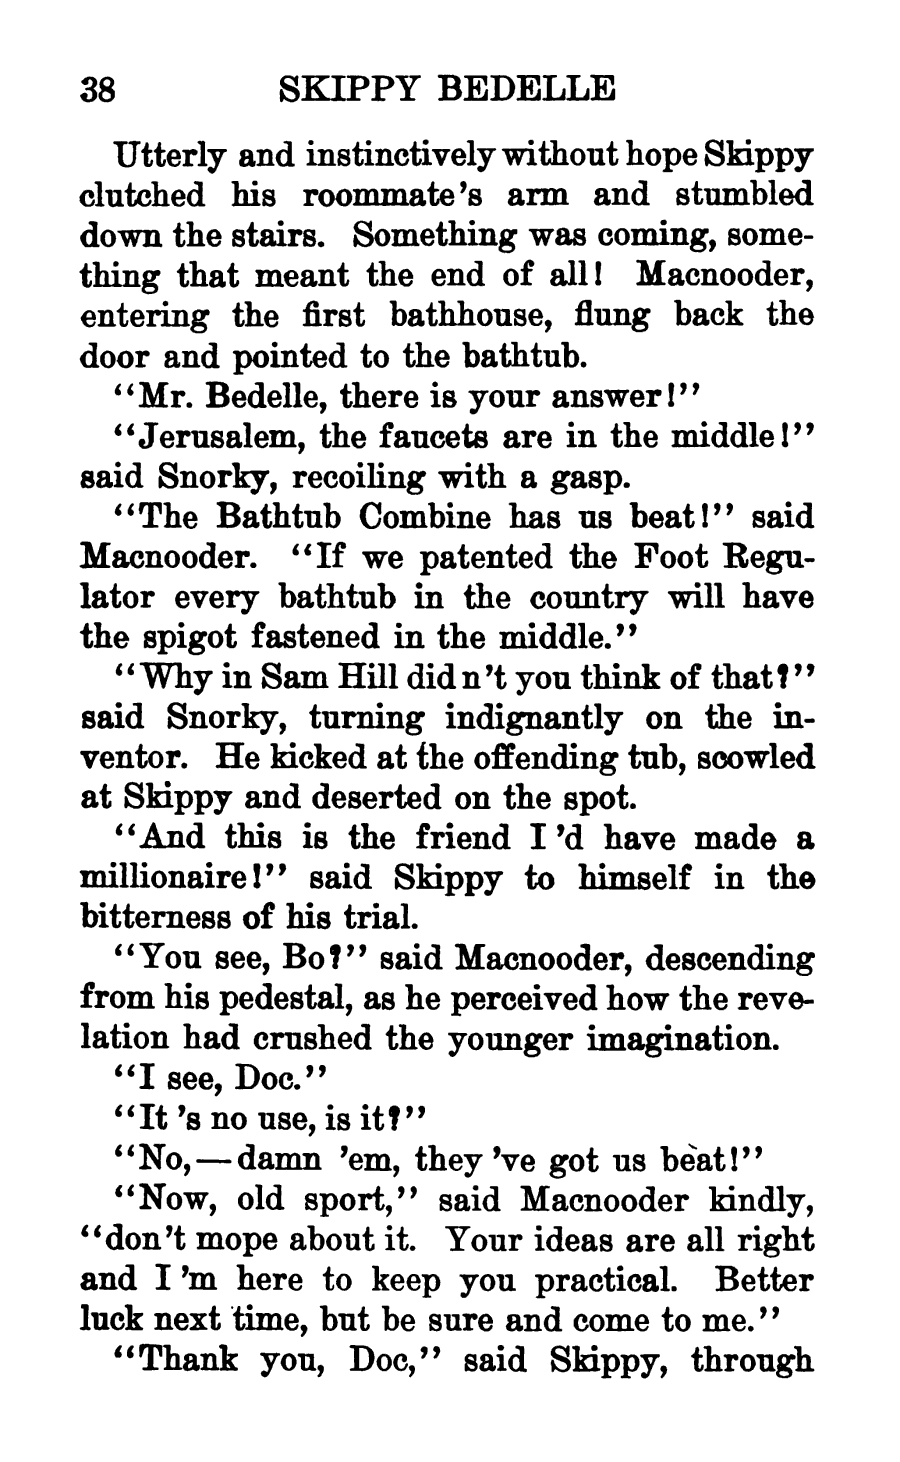 38 SKIPPY BEDELLE
Utterly and instinctively without hope Skippy
clutched his roommate's arm and stumbled
down the stairs. Something was coming, some-
thing that meant the end of all! Macnooder,
entering the first bathhouse, flung back the
door and pointed to the bathtub.
"Mr. Bedelle, there is your answer!"
"Jerusalem, the faucets are in the middle!"
said Snorky, recoiling with a gasp.
"The Bathtub Combine has us beat!" said
Macnooder. "If we patented the Foot Regu-
lator every bathtub in the country will have
the spigot fastened in the middle."
"Why in Sam Hill didn't you think of that?"
said Snorky, turning indignantly on the in-
ventor. He kicked at the offending tub, scowled
at Skippy and deserted on the spot.
"And this is the friend I'd have made a
millionaire!" said Skippy to himself in the
bitterness of his trial.
"You see, Bo?" said Macnooder, descending
from his pedestal, as he perceived how the reve-
lation had crushed the younger imagination.
"I see, Doc."
"It's no use, is it?"
"No,—damn 'em, they've got us beat!"
"Now, old sport," said Macnooder kindly,
"don't mope about it. Your ideas are all right
and I'm here to keep you practical. Better
luck next time, but be sure and come to me."
"Thank you, Doc," said Skippy, through